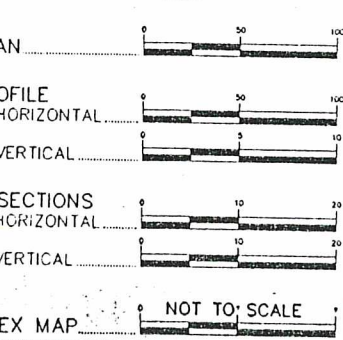 0 50 100
AN
OFILE
0 50 100
HORIZONTAL
0 5 10
VERTICAL
SECTIONS
0 10 20
HORIZONTAL
0 10 20
VERTICAL
NOT TO SCALE
EX MAP